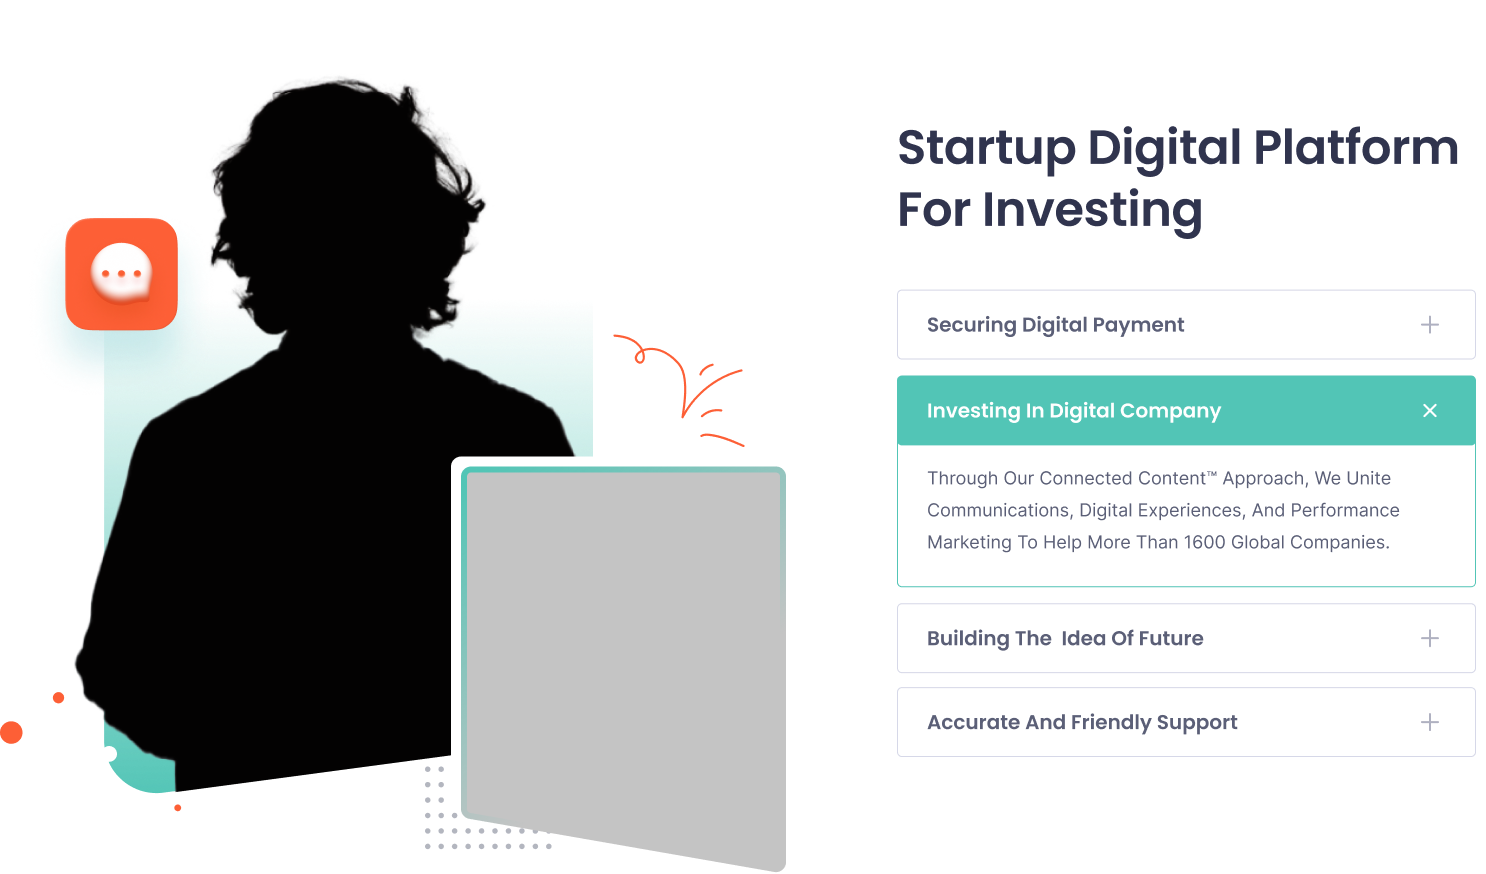 Startup Digital Platform
For Investing
Securing Digital Payment
Investing In Digital Company
Through Our Connected Content™ Approach, We Unite
Communications, Digital Experiences, And Performance
Marketing To Help More Than 1600 Global Companies.
Building The  Idea Of Future
Accurate And Friendly Support